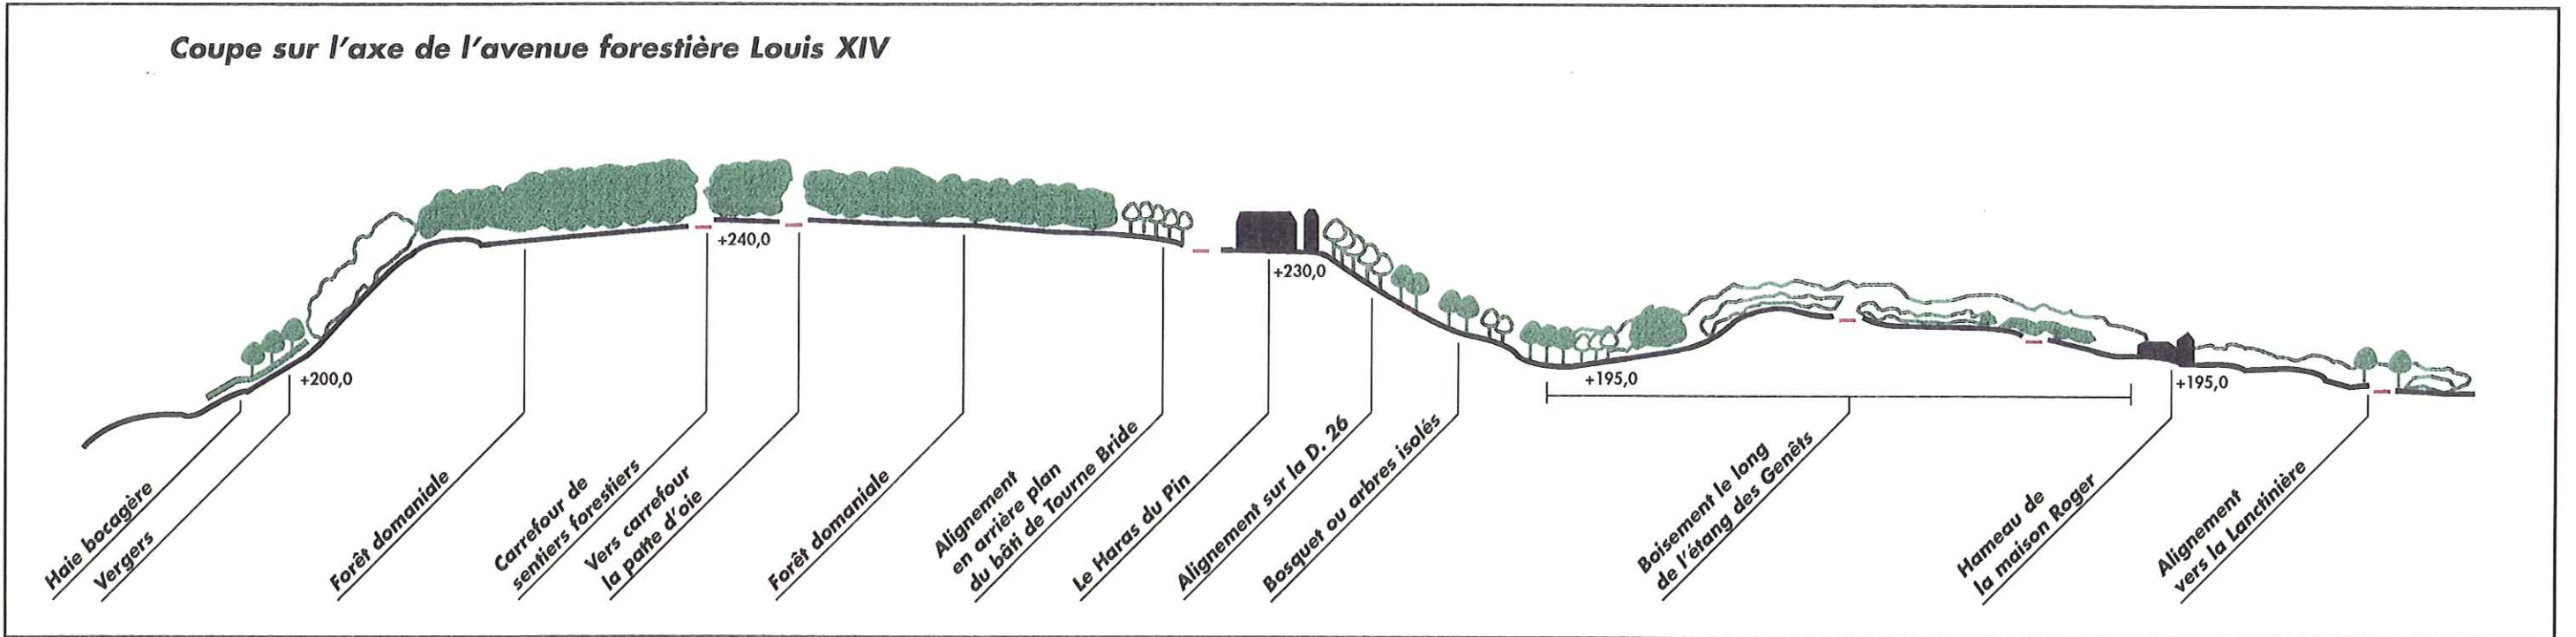 Coupe sur l'axe de l'avenue forestière Louis XIV
+240,0
+230,0
+200,0
+195,0
+195,0
Haie bocagère
Vergers
Forêt domaniale
Carrefour de
sentiers forestiers
Vers carrefour
la patte d'oie
Forêt domaniale
Alignement
en arrière plan
du bâti de Tourne Bride
Le Haras du Pin
Alignement sur la D. 26
Bosquet ou arbres isolés
Boisement le long
de l'étang des Genêts
Hameau de
la maison Roger
Alignement
vers la Lanctinière